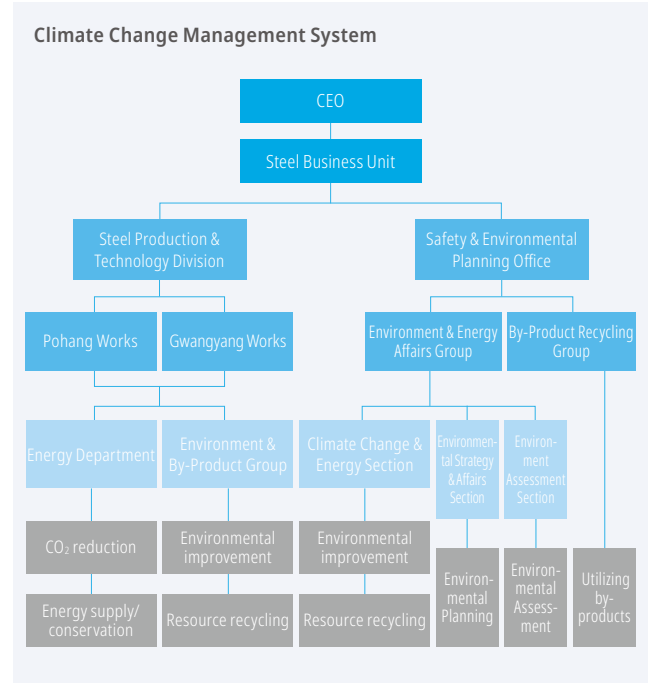 Climate Change Management System
CEO
Steel Business Unit
Steel Production &
Technology Division
Safety & Environmental
Planning Office
Pohang Works
Gwangyang Works
Environment & Energy
Affairs Group
By-Product Recycling
Group
Energy Department
Environment &
By-Product Group
Climate Change &
Energy Section
Environmen-
tal Strategy
& Affairs
Section
Environ-
ment
Assessment
Section
CO₂ reduction
Environmental
improvement
Environmental
improvement
Energy supply/
conservation
Resource recycling
Resource recycling
Environ-
mental
Planning
Environ-
mental
Assess-
ment
Utilizing
by-
products